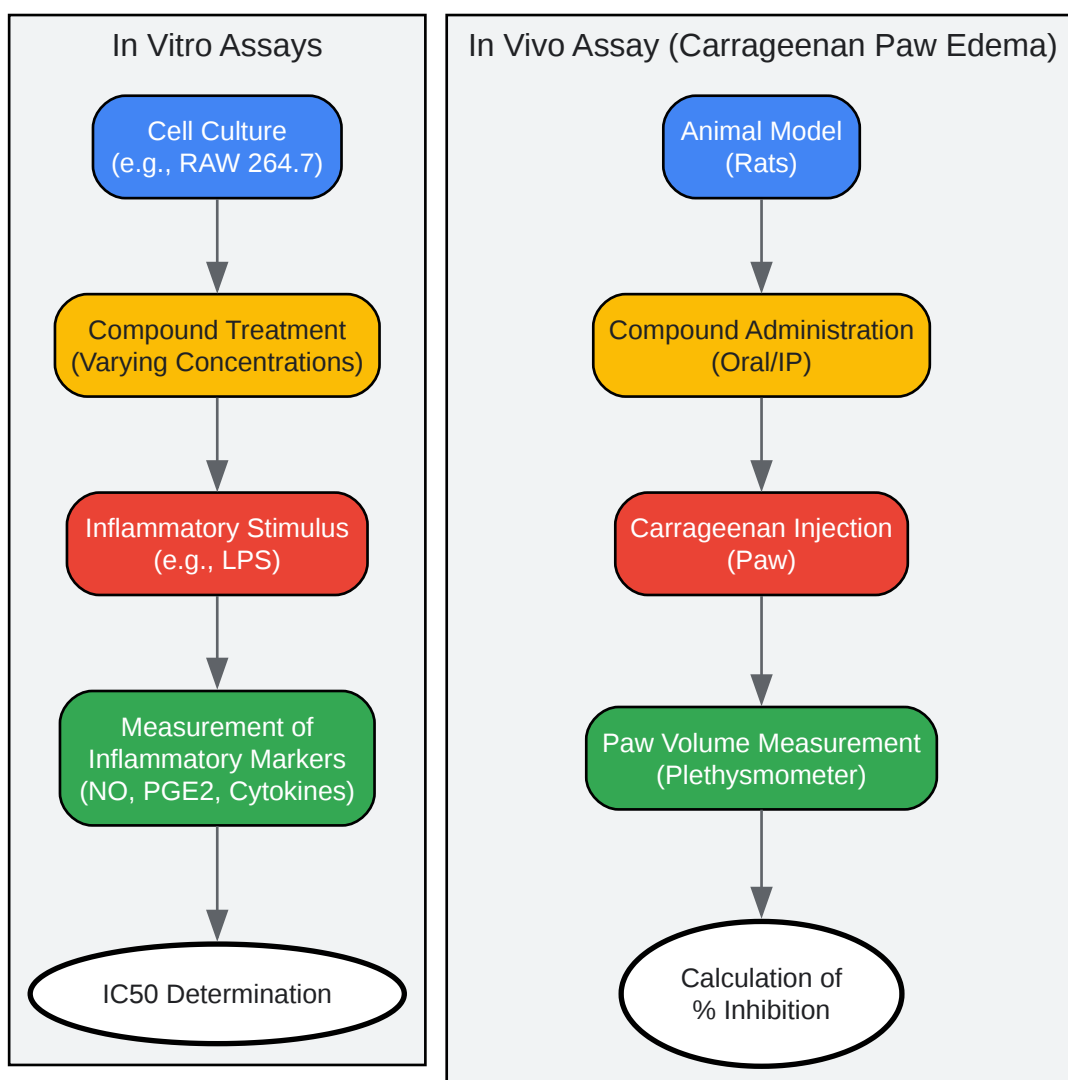 In Vitro Assays
Cell Culture
(e.g., RAW 264.7)
Compound Treatment
(Varying Concentrations)
Inflammatory Stimulus
(e.g., LPS)
Measurement of
Inflammatory Markers
(NO, PGE2, Cytokines)
IC50 Determination
In Vivo Assay (Carrageenan Paw Edema)
Animal Model
(Rats)
Compound Administration
(Oral/IP)
Carrageenan Injection
(Paw)
Paw Volume Measurement
(Plethysmometer)
Calculation of
% Inhibition